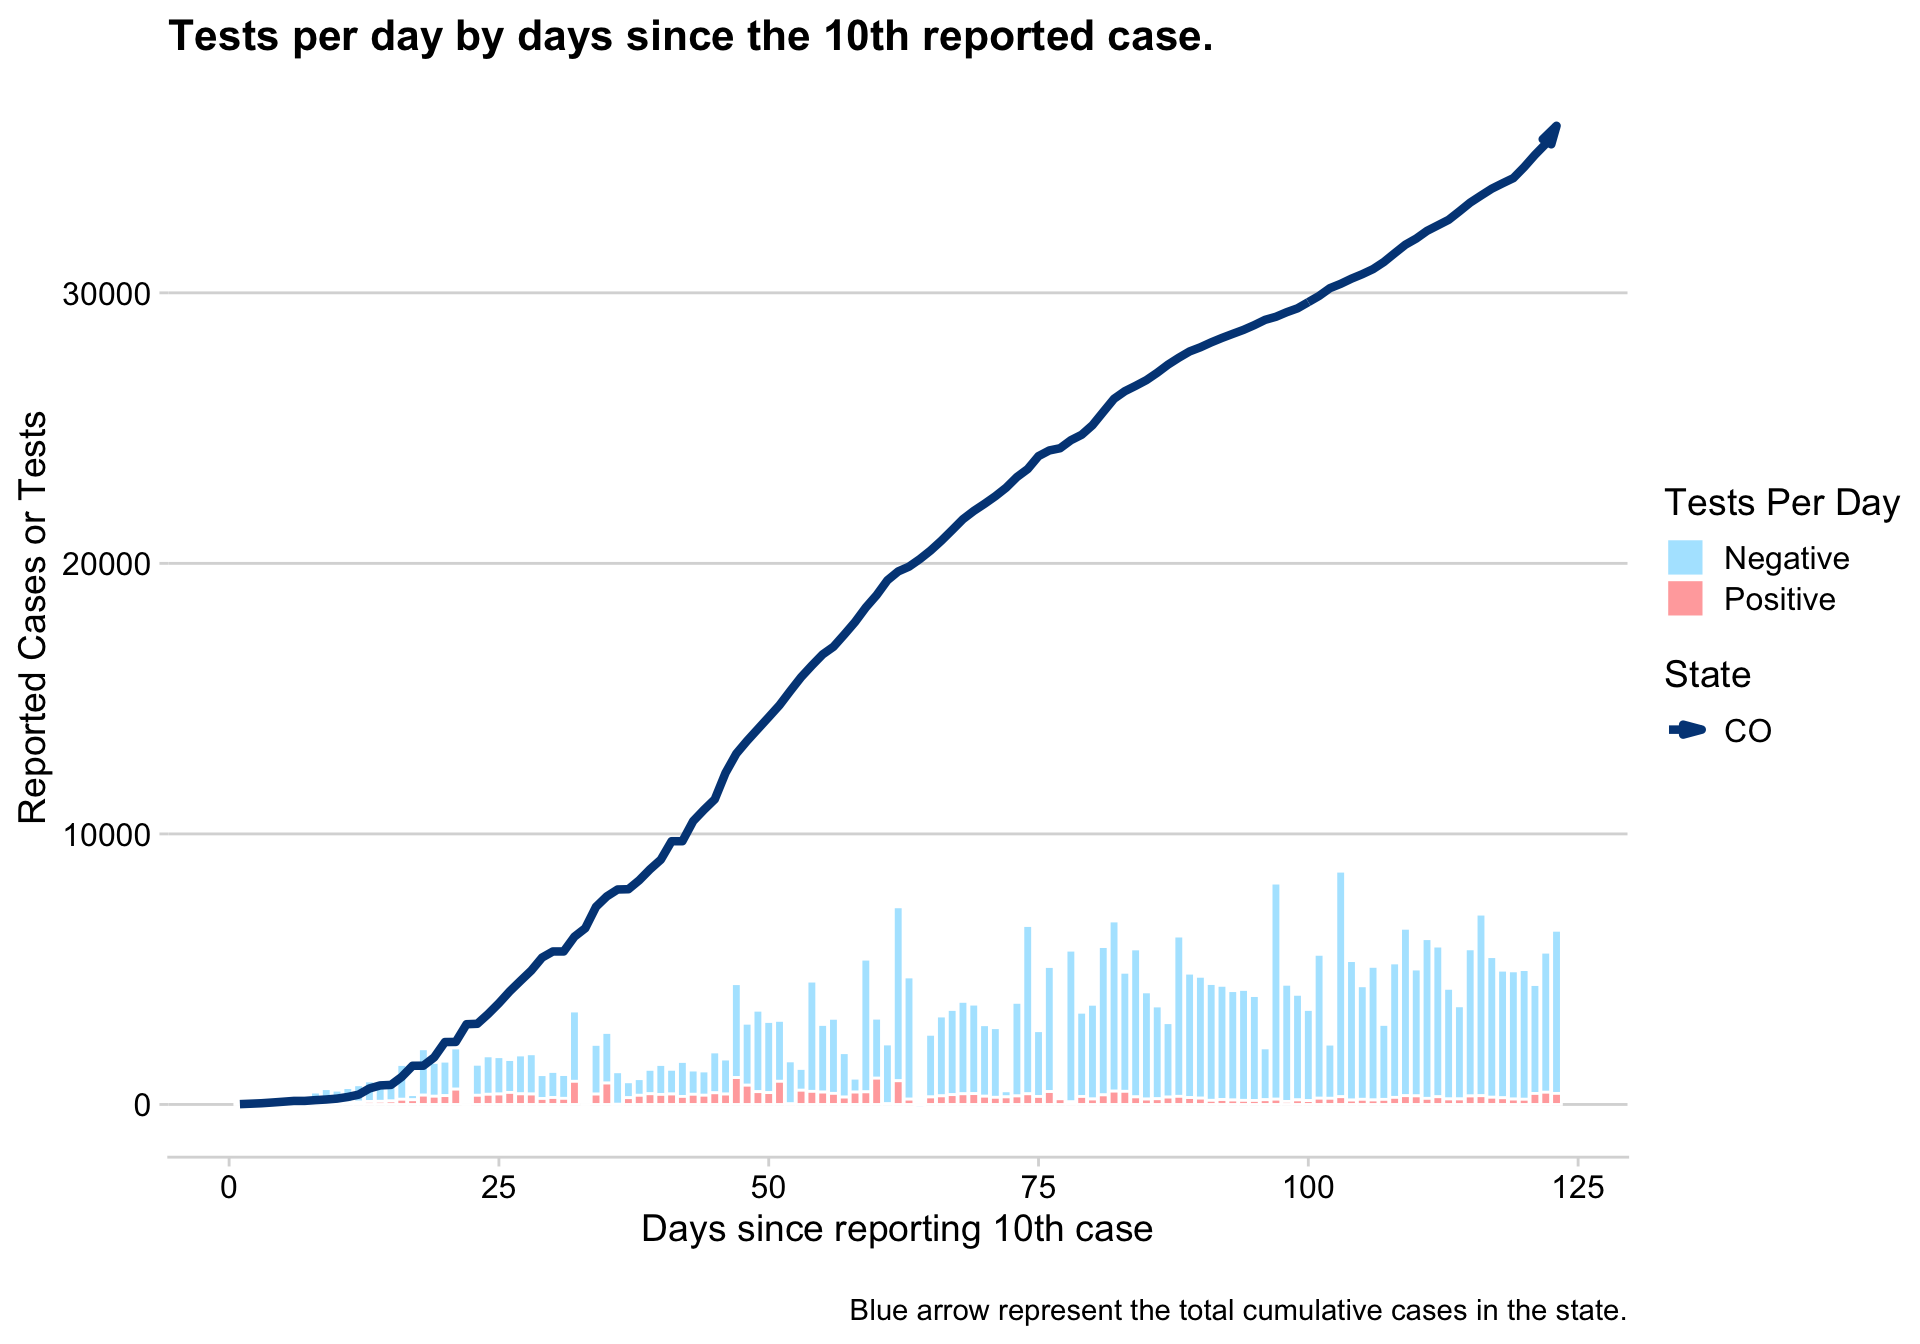 Tests per day by days since the 10th reported case.
Reported Cases or Tests
30000
20000
10000
0
0 25 50 75 100 125
Days since reporting 10th case
Tests Per Day
Negative
Positive
State
CO
Blue arrow represent the total cumulative cases in the state.